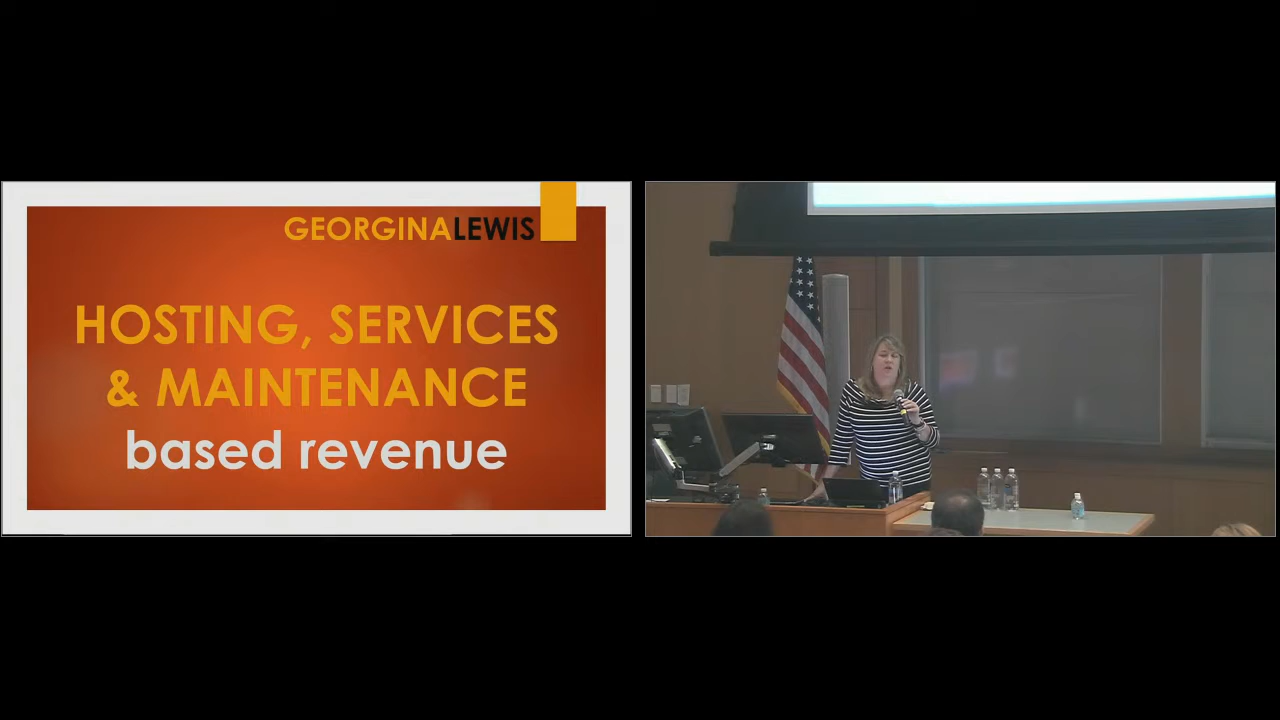 GEORGINALEWIS
HOSTING, SERVICES
& MAINTENANCE
based revenue